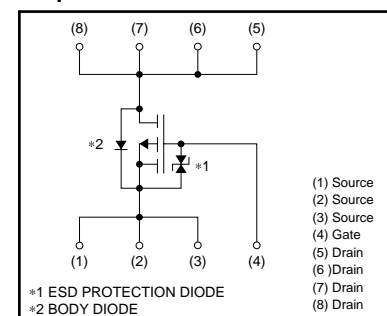 (8) (7) (6) (5)
∗2
∗1
(1) (2) (3) (4)
(1) Source
(2) Source
(3) Source
(4) Gate
(5) Drain
(6 )Drain
(7) Drain
(8) Drain
∗1 ESD PROTECTION DIODE
∗2 BODY DIODE